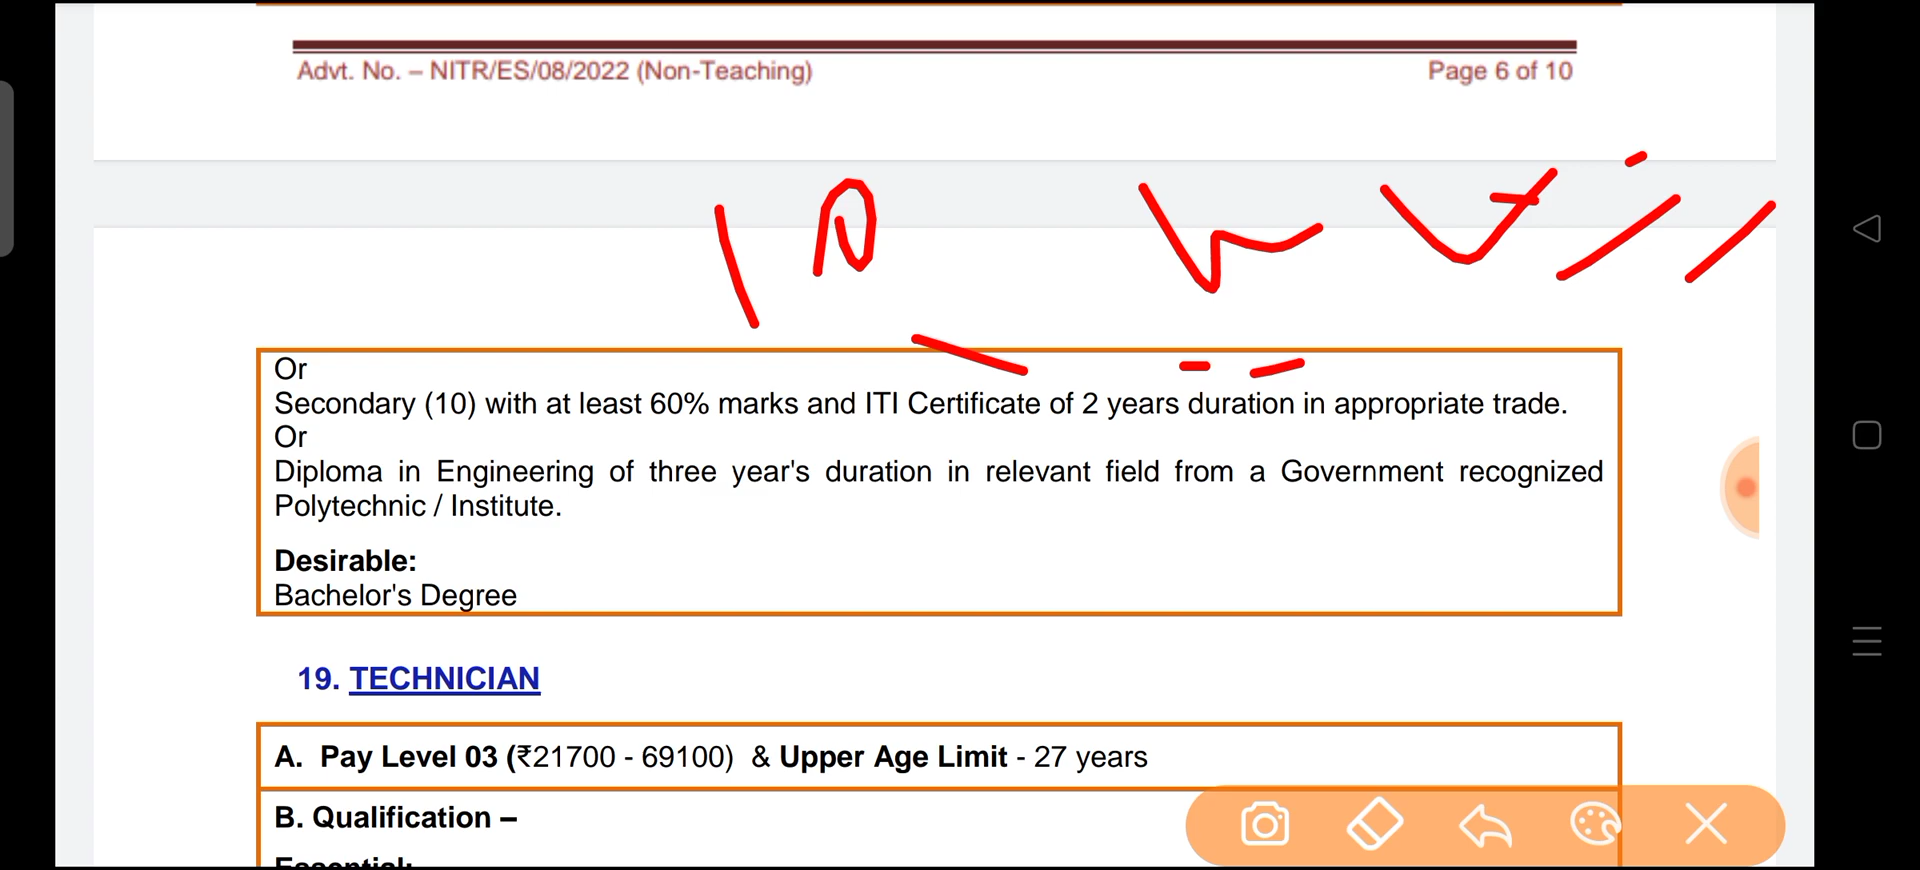 Advt. No. – NITR/ES/08/2022 (Non-Teaching) Page 6 of 10
Or
Secondary (10) with at least 60% marks and ITI Certificate of 2 years duration in appropriate trade.
Or
Diploma in Engineering of three year's duration in relevant field from a Government recognized
Polytechnic / Institute.
Desirable:
Bachelor's Degree
19. TECHNICIAN
A. Pay Level 03 (₹21700 - 69100) & Upper Age Limit - 27 years
B. Qualification –
Essential: